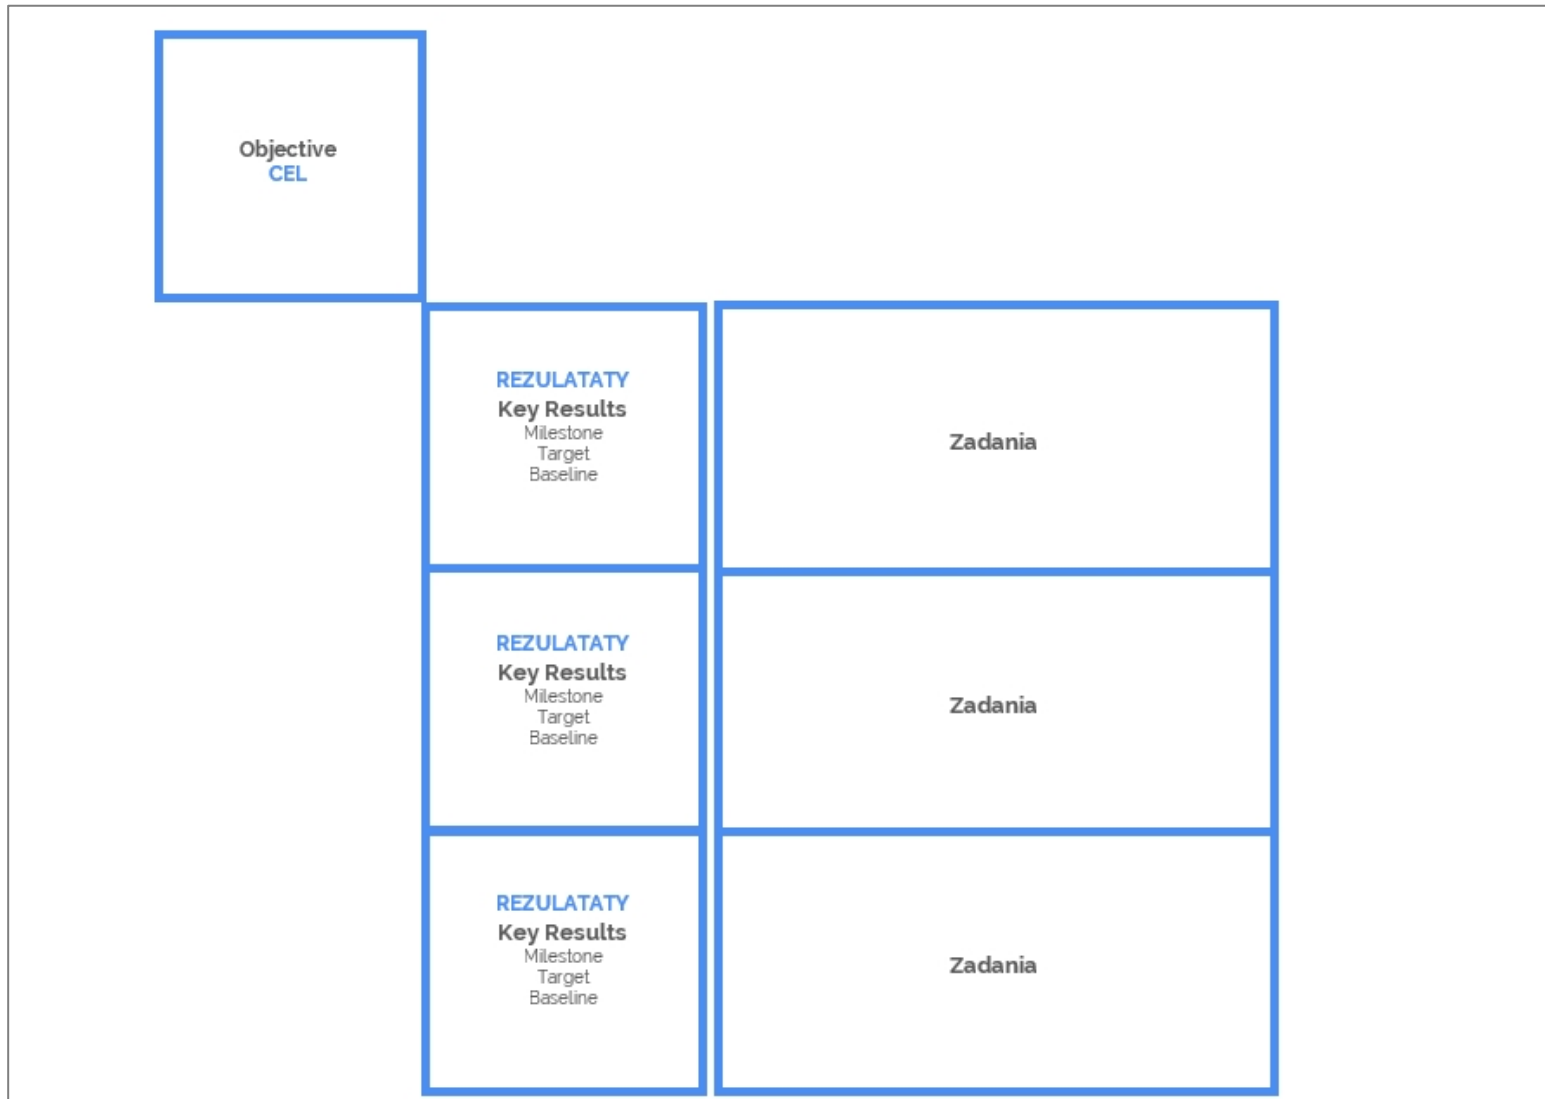 Objective
CEL
REZULATATY
Key Results
Milestone
Target
Baseline
Zadania
REZULATATY
Key Results
Milestone
Target
Baseline
Zadania
REZULATATY
Key Results
Milestone
Target
Baseline
Zadania